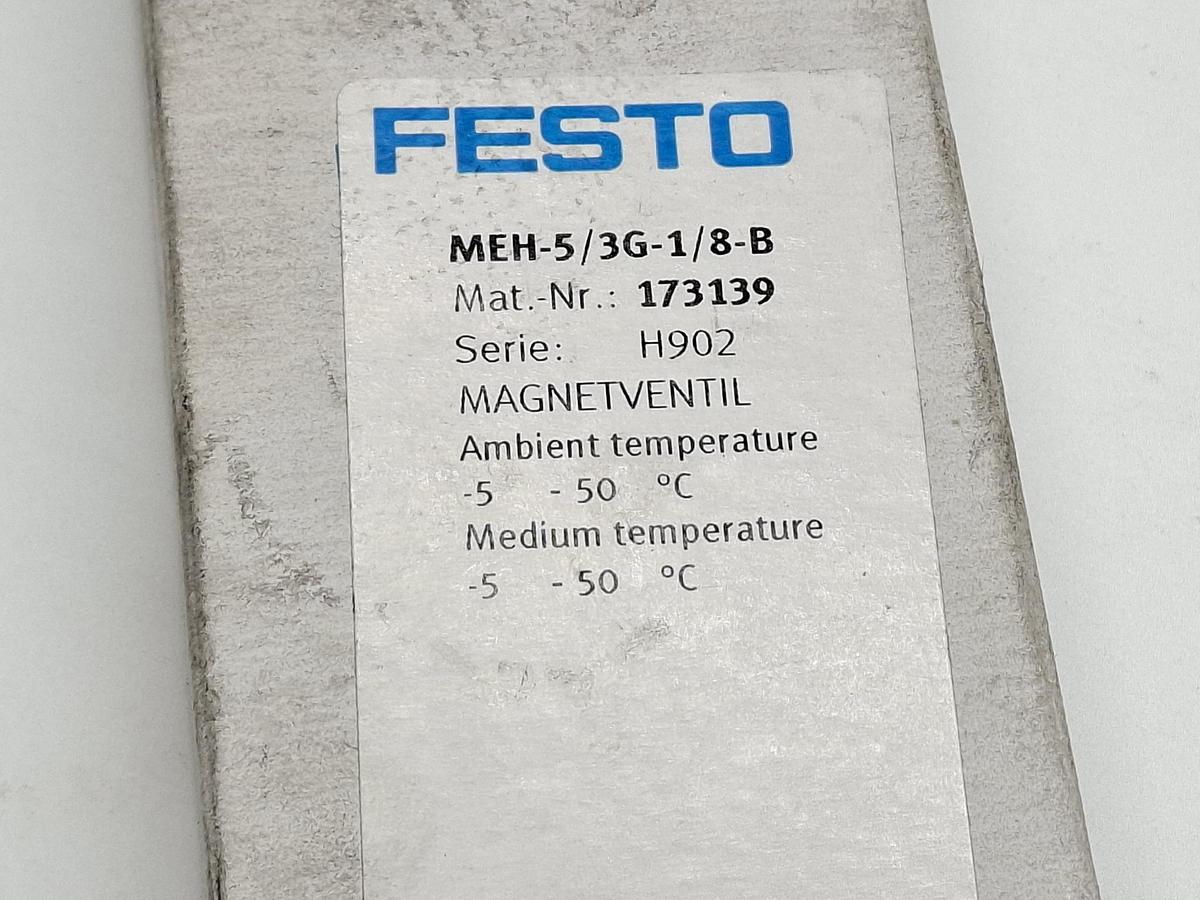 FESTO
MEH-5/3G-1/8-B
Mat.-Nr.: 173139
Serie: H902
MAGNETVENTIL
Ambient temperature
-5 - 50 °C
Medium temperature
-5 - 50 °C